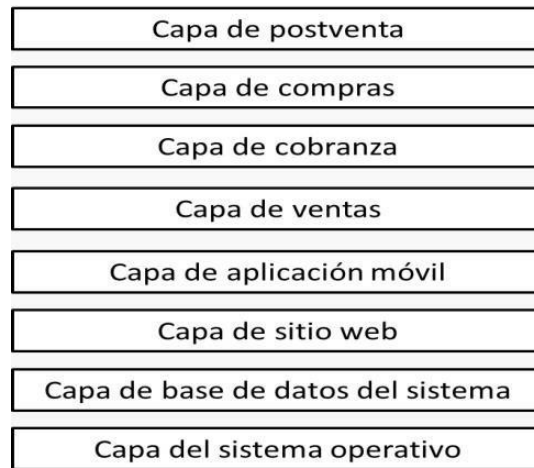 Capa de postventa
Capa de compras
Capa de cobranza
Capa de ventas
Capa de aplicación móvil
Capa de sitio web
Capa de base de datos del sistema
Capa del sistema operativo